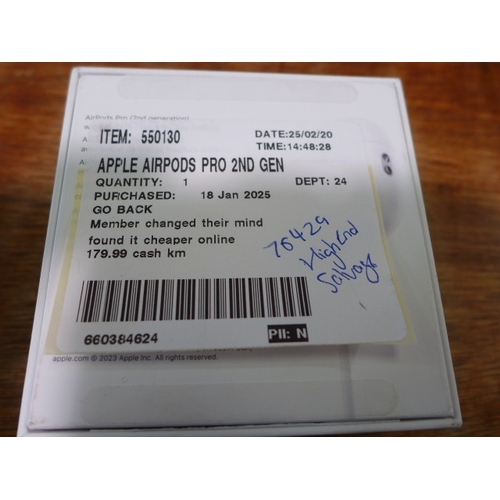 AirPods Pro (2nd generation)
ITEM: 550130
DATE:25/02/20
TIME:14:48:28
APPLE AIRPODS PRO 2ND GEN
QUANTITY: 1
DEPT: 24
PURCHASED: 18 Jan 2025
GO BACK
Member changed their mind
found it cheaper online
179.99 cash km
76429
High End
Salvage
660384624
PII: N
apple.com © 2023 Apple Inc. All rights reserved.